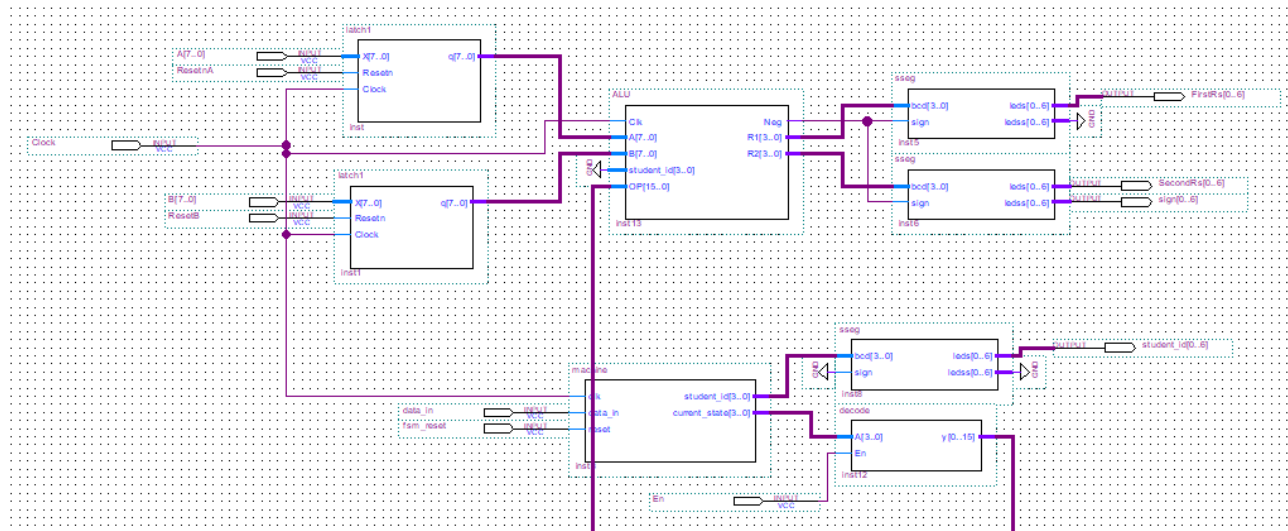 latch1
A[7..0] INPUT VCC X[7..0] q[7..0]
ResetnA INPUT VCC Resetn
Clock
inst
Clock INPUT VCC
latch1
B[7..0] INPUT VCC X[7..0] q[7..0]
ResetB INPUT VCC Resetn
Clock
inst1
ALU
Clk Neg
A[7..0] R1[3..0]
B[7..0] R2[3..0]
GND student_id[3..0]
OP[15..0]
inst13
sseg
bcd[3..0] leds[0..6] OUTPUT FirstRs[0..6]
sign ledss[0..6] GND
inst5
sseg
bcd[3..0] leds[0..6] OUTPUT SecondRs[0..6]
sign ledss[0..6] OUTPUT sign[0..6]
inst6
sseg
bcd[3..0] leds[0..6] OUTPUT student_id[0..6]
GND sign ledss[0..6] GND
inst8
machine
clk student_id[3..0]
data_in INPUT VCC data_in current_state[3..0]
fsm_reset INPUT VCC reset
decode
A[3..0] y[0..15]
En
inst12
En INPUT VCC